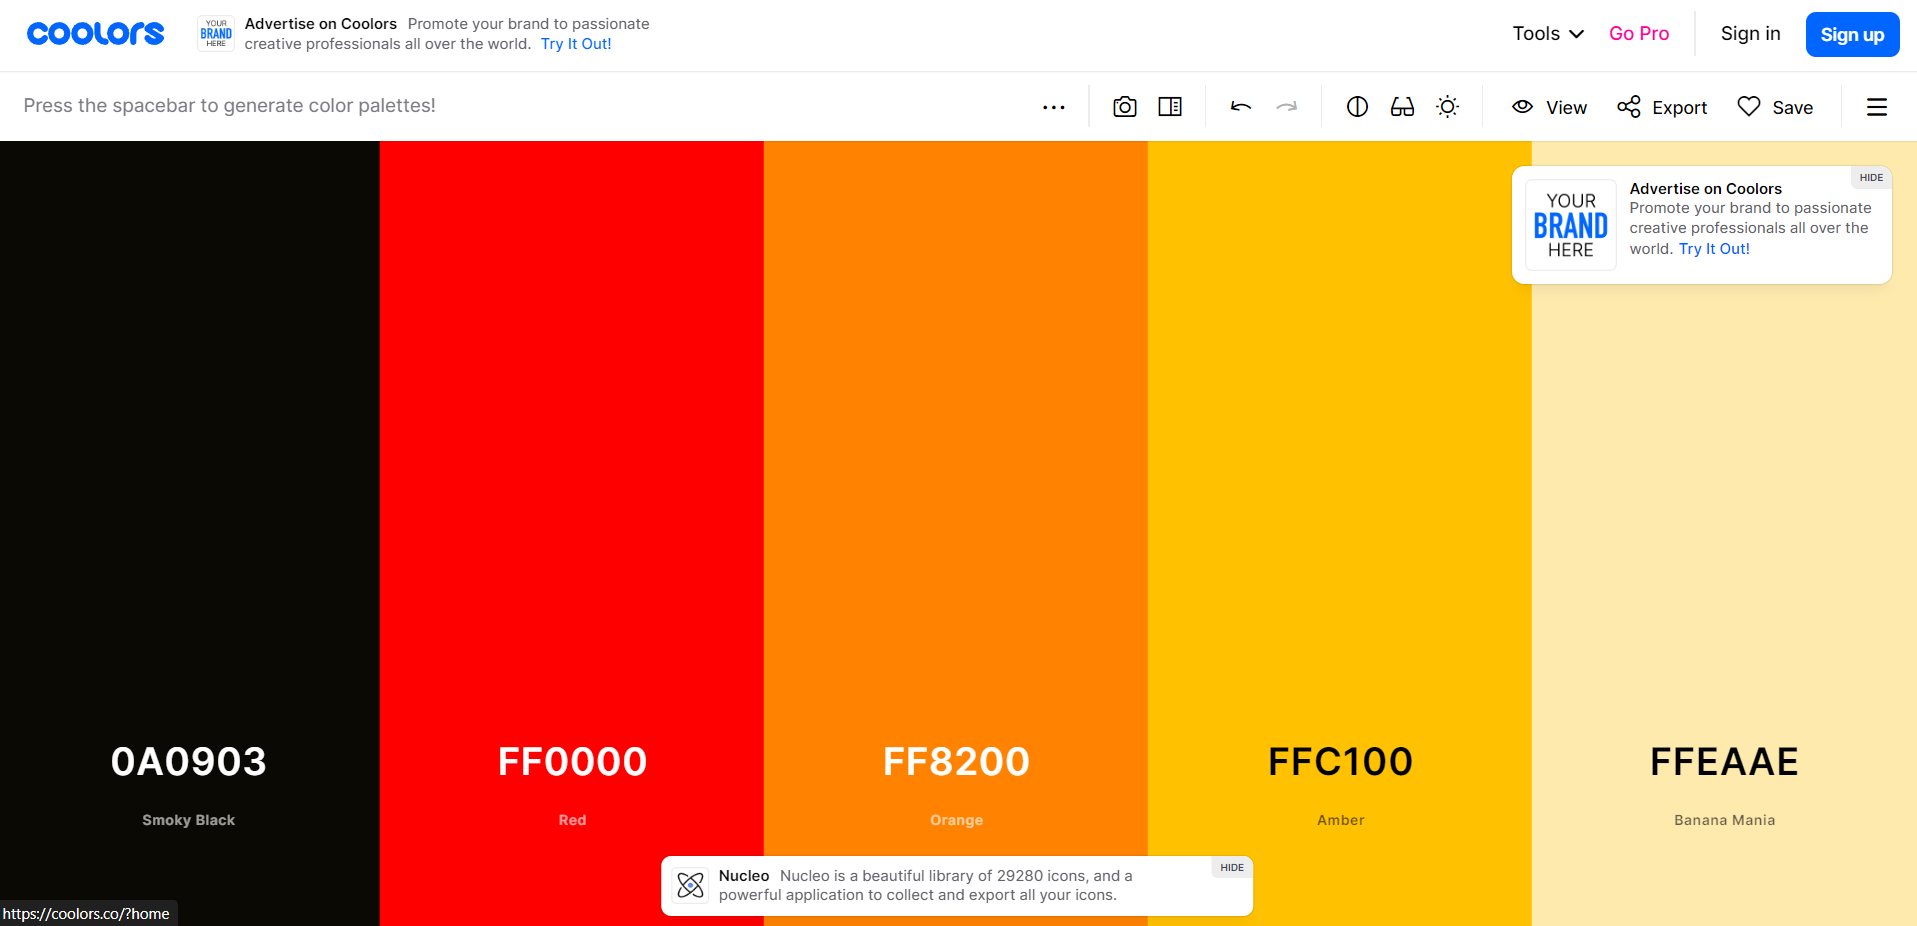 coolors
YOUR
BRAND
HERE
Advertise on Coolors Promote your brand to passionate
creative professionals all over the world. Try It Out!
Tools Go Pro Sign in Sign up
Press the spacebar to generate color palettes!
View Export Save
HIDE
YOUR
BRAND
HERE
Advertise on Coolors
Promote your brand to passionate
creative professionals all over the
world. Try It Out!
0A0903 FF0000 FF8200 FFC100 FFEAAE
Smoky Black Red Orange Amber Banana Mania
HIDE
Nucleo Nucleo is a beautiful library of 29280 icons, and a
powerful application to collect and export all your icons.
https://coolors.co/?home